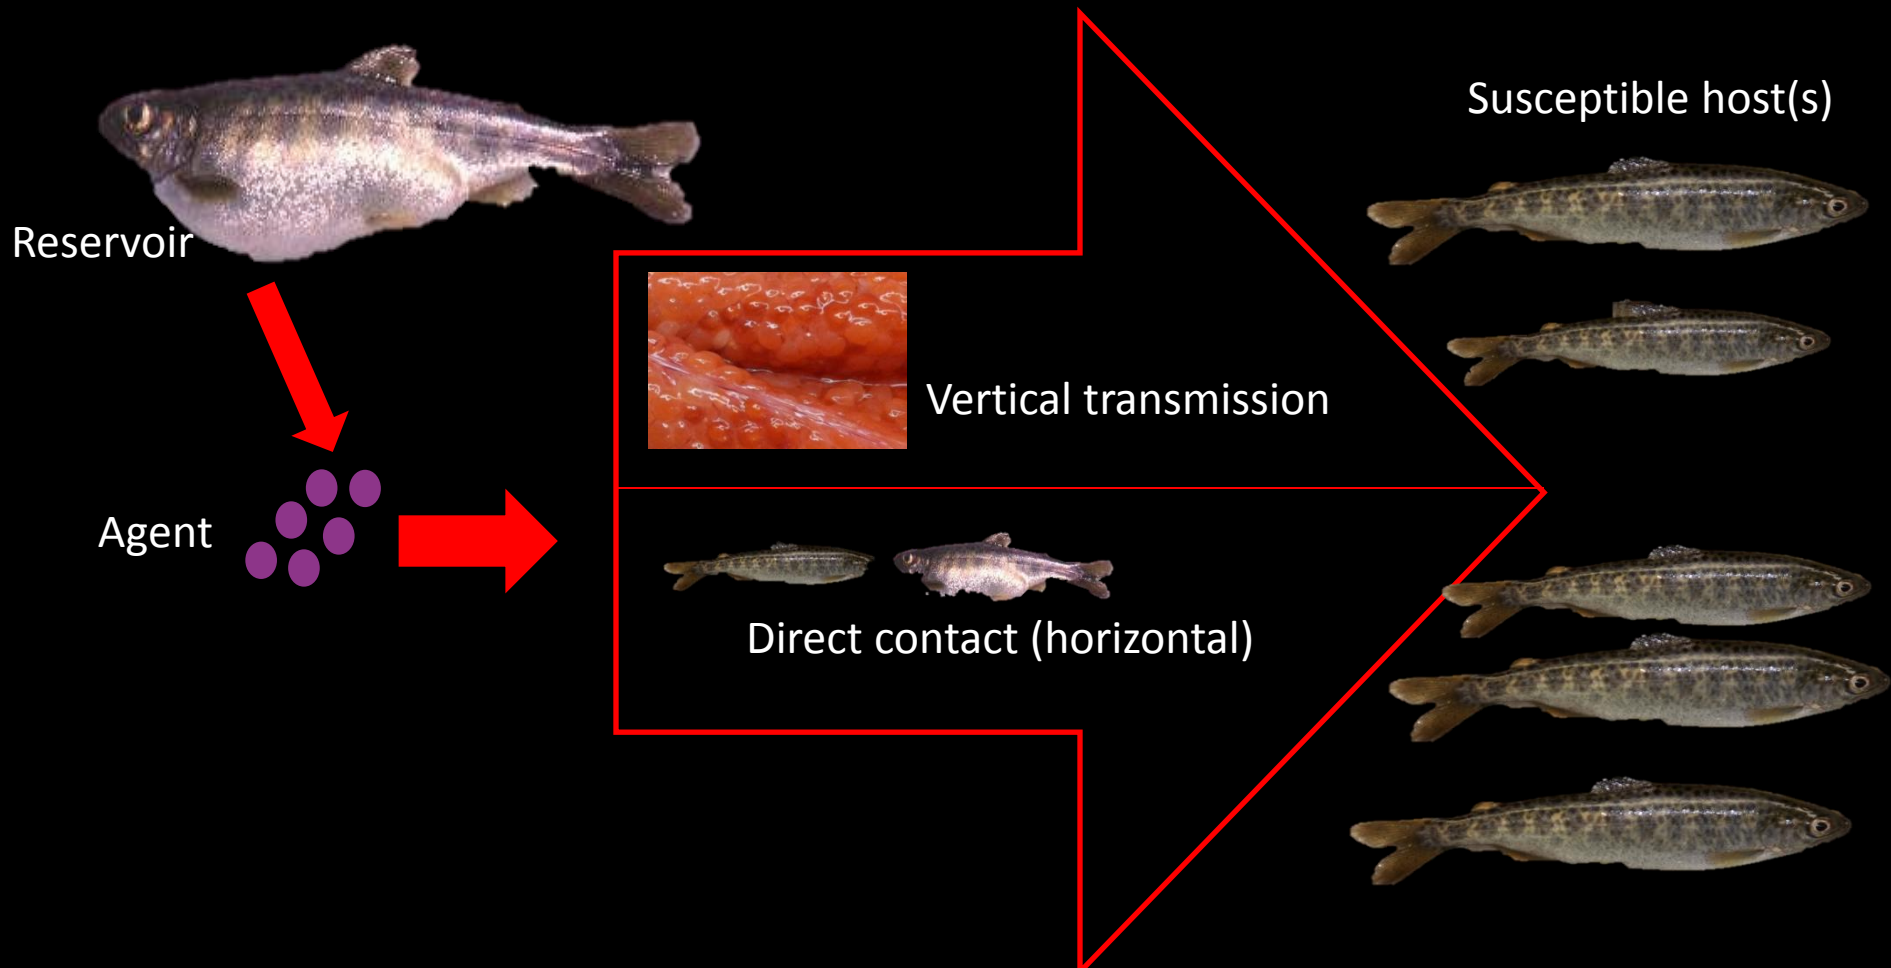 Susceptible host(s)
Reservoir
Vertical transmission
Agent
Direct contact (horizontal)